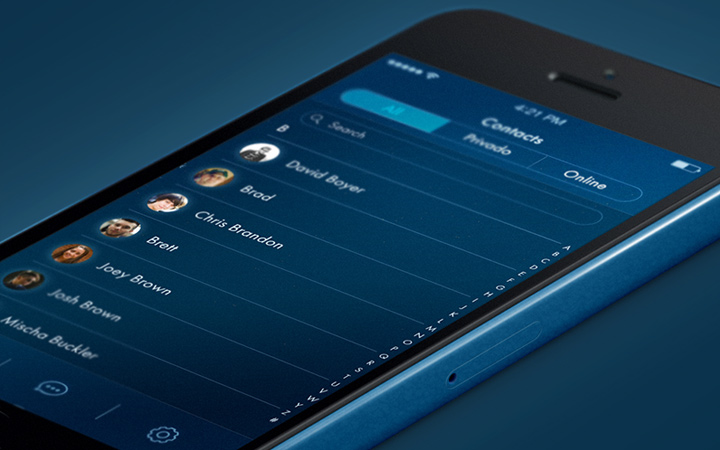 4:21 PM
Contacts
All
Privado
Online
Search
B
David Boyer
Brad
Chris Brandon
Brett
Joey Brown
Josh Brown
Mischa Buckler
A
B
C
D
E
F
G
H
I
J
K
L
M
N
O
P
Q
R
S
T
U
V
W
Y
Z
#